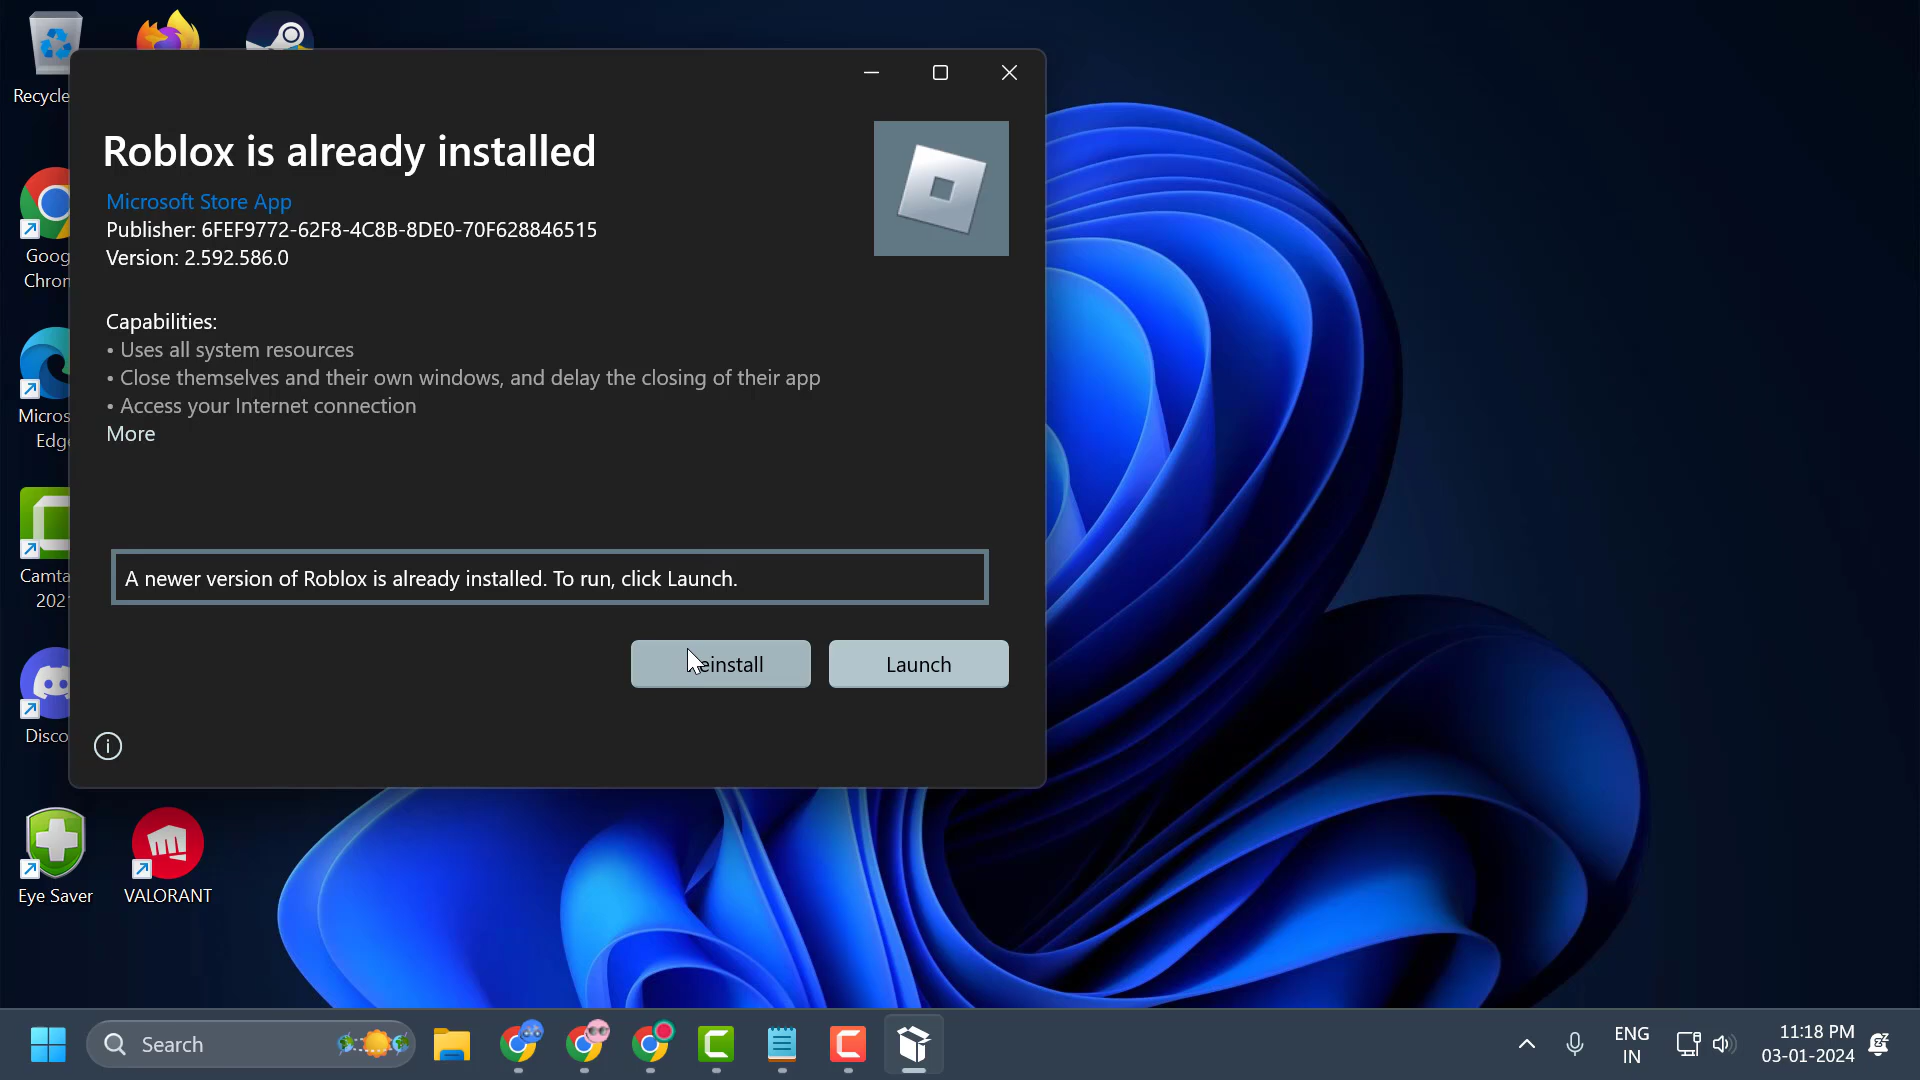 Recycle
Roblox is already installed
Microsoft Store App
Publisher: 6FEF9772-62F8-4C8B-8DE0-70F628846515
Version: 2.592.586.0
Capabilities:
• Uses all system resources
• Close themselves and their own windows, and delay the closing of their app
• Access your Internet connection
More
A newer version of Roblox is already installed. To run, click Launch.
einstall
Launch
Goog
Chron
Micros
Edg
Camta
202
Disco
Eye Saver
VALORANT
Search
ENG
IN
11:18 PM
03-01-2024